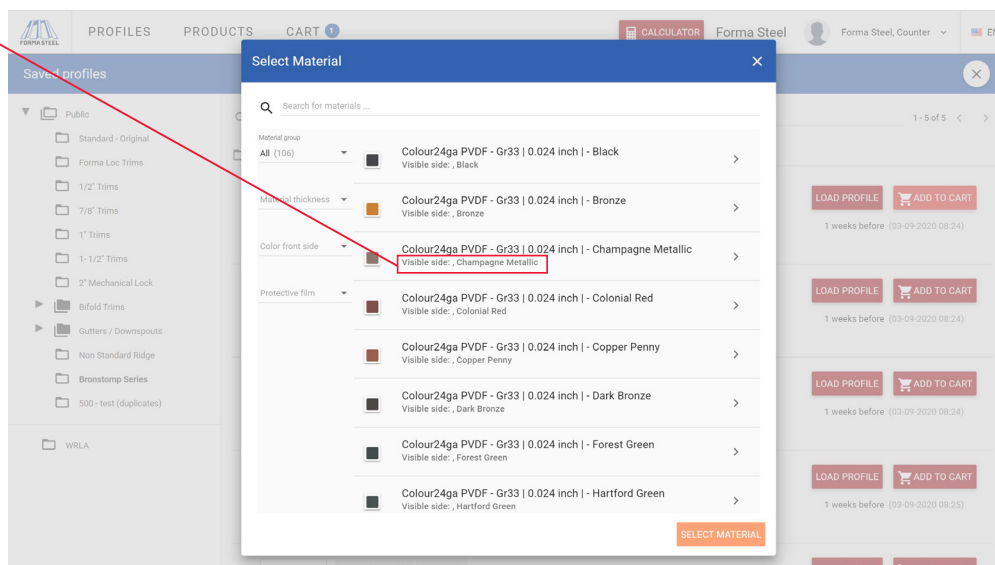 FORMA STEEL
PROFILES PRODUCTS CART 1 CALCULATOR Forma Steel Forma Steel, Counter EN
Saved profiles
Select Material
Public
Standard - Original
Forma Loc Trims
1/2" Trims
7/8" Trims
1" Trims
1- 1/2" Trims
2" Mechanical Lock
Bifold Trims
Gutters / Downspouts
Non Standard Ridge
Bronstomp Series
500 - test (duplicates)
WRLA
Search for materials ...
Material group
All (106)
Material thickness
Color front side
Protective film
Colour24ga PVDF - Gr33 | 0.024 inch | - Black
Visible side: , Black
Colour24ga PVDF - Gr33 | 0.024 inch | - Bronze
Visible side: , Bronze
Colour24ga PVDF - Gr33 | 0.024 inch | - Champagne Metallic
Visible side: , Champagne Metallic
Colour24ga PVDF - Gr33 | 0.024 inch | - Colonial Red
Visible side: , Colonial Red
Colour24ga PVDF - Gr33 | 0.024 inch | - Copper Penny
Visible side: , Copper Penny
Colour24ga PVDF - Gr33 | 0.024 inch | - Dark Bronze
Visible side: , Dark Bronze
Colour24ga PVDF - Gr33 | 0.024 inch | - Forest Green
Visible side: , Forest Green
Colour24ga PVDF - Gr33 | 0.024 inch | - Hartford Green
Visible side: , Hartford Green
SELECT MATERIAL
1 - 5 of 5
LOAD PROFILE ADD TO CART
1 weeks before (03-09-2020 08:24)
LOAD PROFILE ADD TO CART
1 weeks before (03-09-2020 08:24)
LOAD PROFILE ADD TO CART
1 weeks before (03-09-2020 08:24)
LOAD PROFILE ADD TO CART
1 weeks before (03-09-2020 08:25)